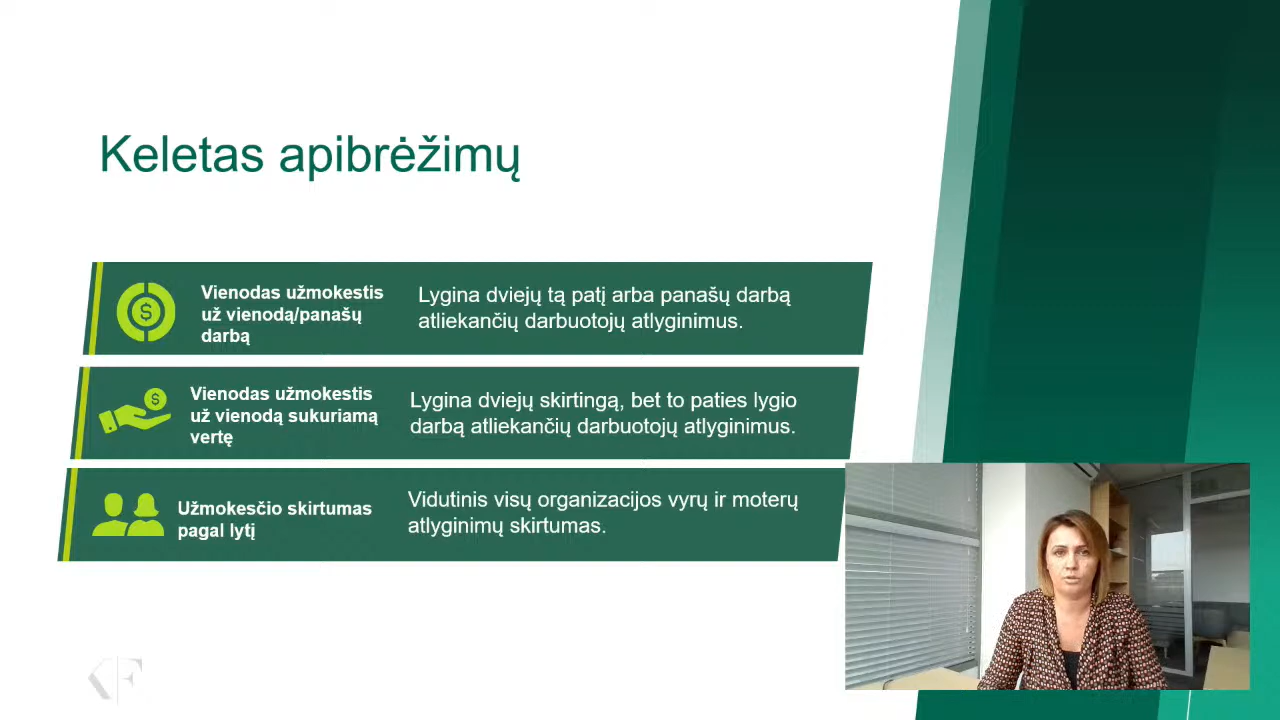 Keletas apibrėžimų
Vienodas užmokestis
už vienodą/panašų
darbą
Lygina dviejų tą patį arba panašų darbą
atliekančių darbuotojų atlyginimus.
Vienodas užmokestis
už vienodą sukuriamą
vertę
Lygina dviejų skirtingą, bet to paties lygio
darbą atliekančių darbuotojų atlyginimus.
Užmokesčio skirtumas
pagal lytį
Vidutinis visų organizacijos vyrų ir moterų
atlyginimų skirtumas.
KF